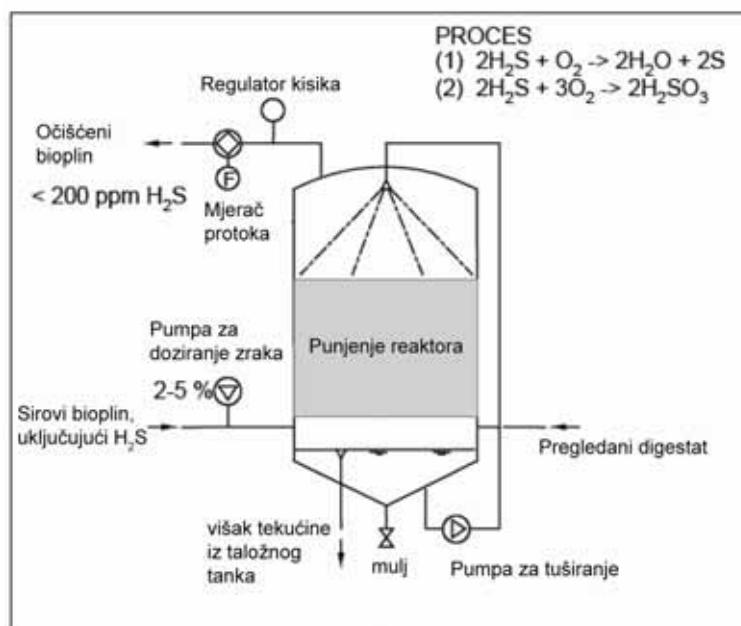 PROCES
(1) 2H₂S + O₂ -> 2H₂O + 2S
(2) 2H₂S + 3O₂ -> 2H₂SO₃
Regulator kisika
Očišćeni
bioplin
< 200 ppm H₂S
F
Mjerač
protoka
Pumpa za
doziranje zraka
2-5 %
Punjenje reaktora
Sirovi bioplin,
uključujući H₂S
Pregledani digestat
višak tekućine
iz taložnog
tanka
mulj
Pumpa za tuširanje